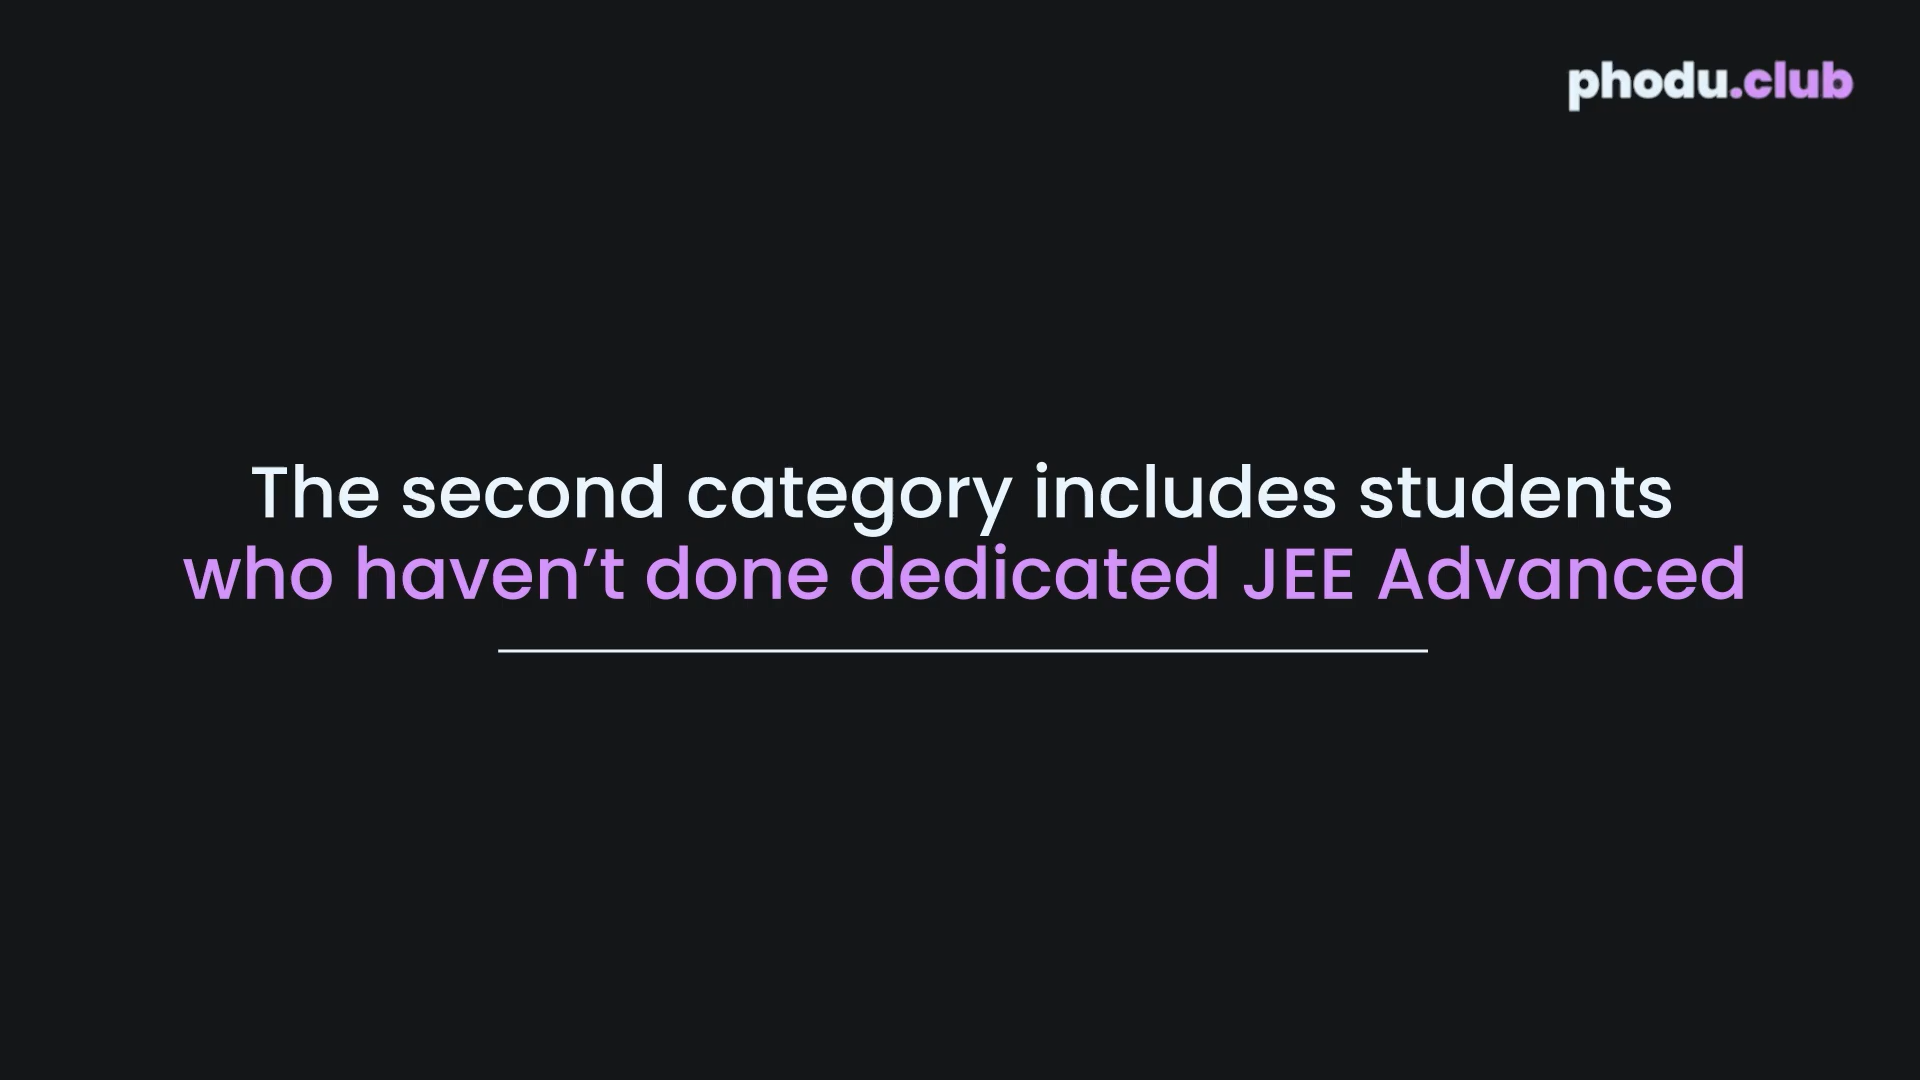 phodu.club
The second category includes students
who haven’t done dedicated JEE Advanced